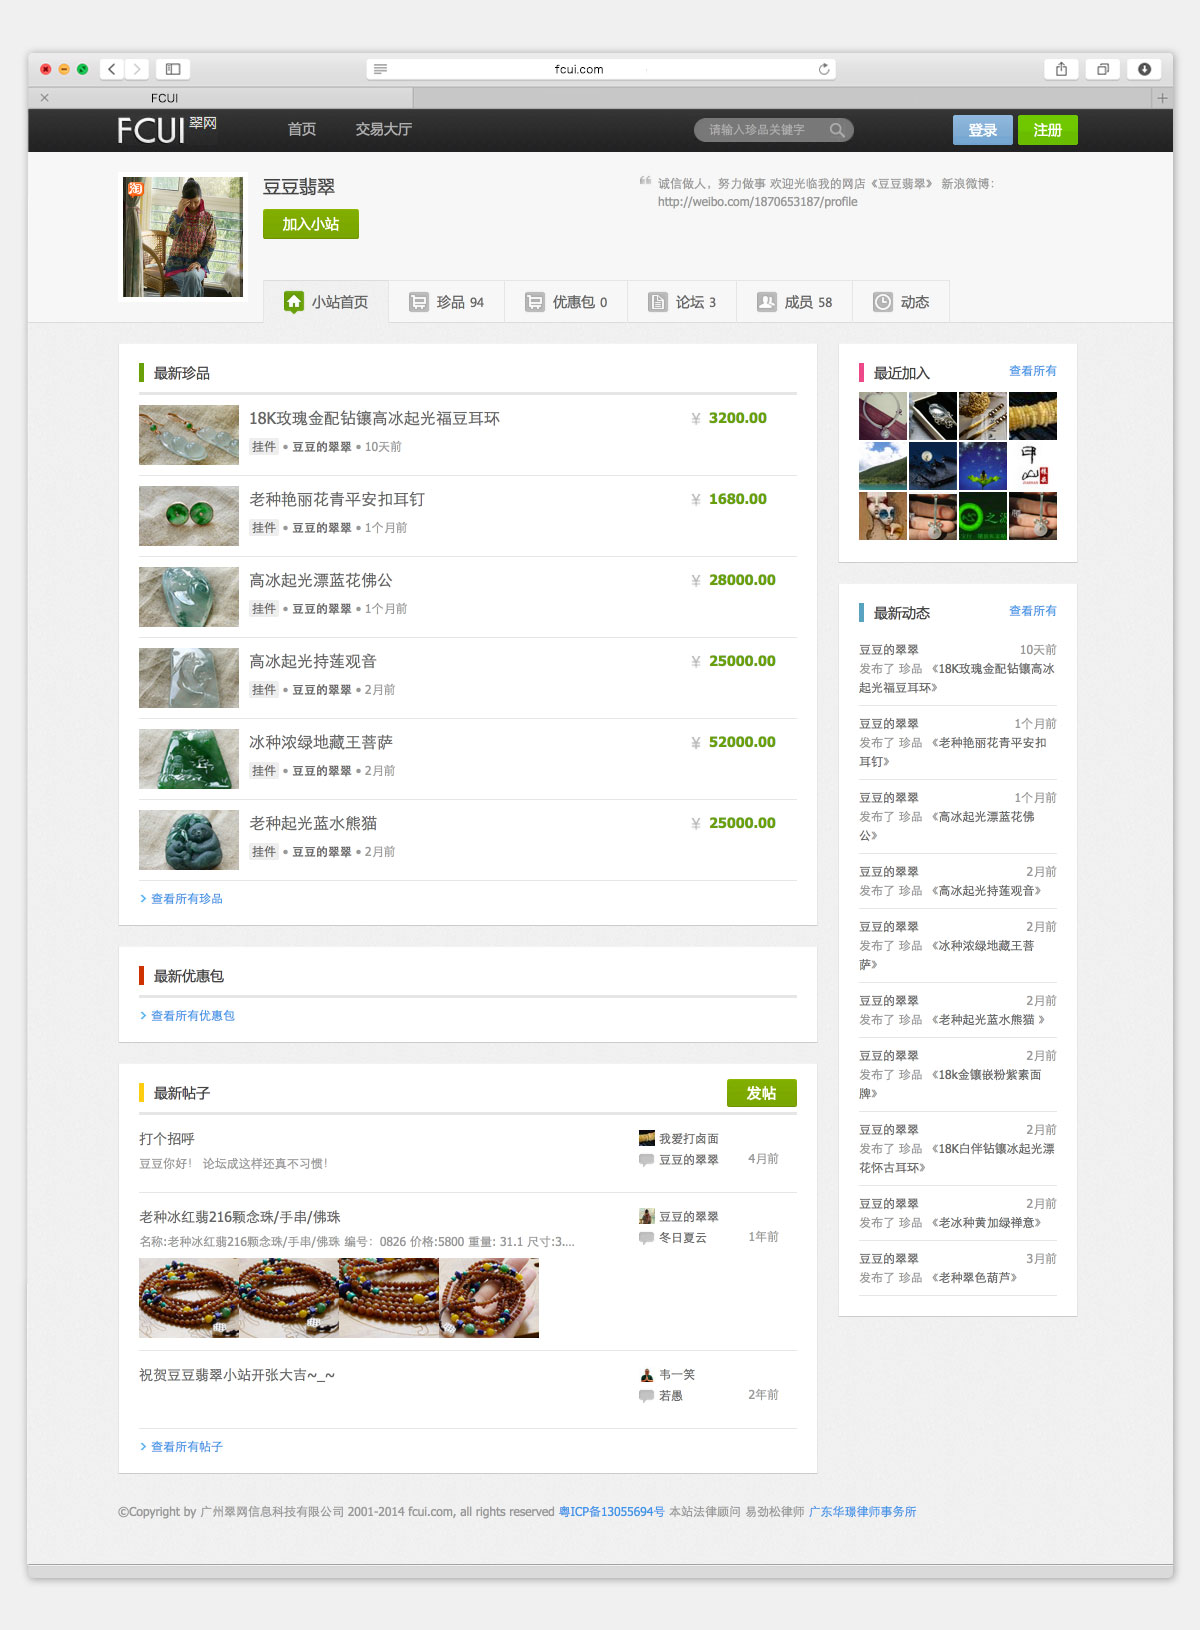 fcui.com
FCUI
FCUI 翠网
首页
交易大厅
请输入珍品关键字
登录
注册
淘
豆豆翡翠
加入小站
诚信做人，努力做事 欢迎光临我的网店《豆豆翡翠》 新浪微博：
http://weibo.com/1870653187/profile
小站首页
珍品 94
优惠包 0
论坛 3
成员 58
动态
最新珍品
18K玫瑰金配钻镶高冰起光福豆耳环
¥ 3200.00
挂件 • 豆豆的翠翠 • 10天前
老种艳丽花青平安扣耳钉
¥ 1680.00
挂件 • 豆豆的翠翠 • 1个月前
高冰起光漂蓝花佛公
¥ 28000.00
挂件 • 豆豆的翠翠 • 1个月前
高冰起光持莲观音
¥ 25000.00
挂件 • 豆豆的翠翠 • 2月前
冰种浓绿地藏王菩萨
¥ 52000.00
挂件 • 豆豆的翠翠 • 2月前
老种起光蓝水熊猫
¥ 25000.00
挂件 • 豆豆的翠翠 • 2月前
查看所有珍品
最新优惠包
查看所有优惠包
最新帖子
发帖
打个招呼
豆豆你好！ 论坛成这样还真不习惯！
我爱打卤面
豆豆的翠翠
4月前
老种冰红翡216颗念珠/手串/佛珠
名称:老种冰红翡216颗念珠/手串/佛珠 编号：0826 价格:5800 重量: 31.1 尺寸:3....
豆豆的翠翠
冬日夏云
1年前
祝贺豆豆翡翠小站开张大吉~_~
韦一笑
若愚
2年前
查看所有帖子
最近加入
查看所有
最新动态
查看所有
豆豆的翠翠 10天前
发布了 珍品 《18K玫瑰金配钻镶高冰
起光福豆耳环》
豆豆的翠翠 1个月前
发布了 珍品 《老种艳丽花青平安扣
耳钉》
豆豆的翠翠 1个月前
发布了 珍品 《高冰起光漂蓝花佛
公》
豆豆的翠翠 2月前
发布了 珍品 《高冰起光持莲观音》
豆豆的翠翠 2月前
发布了 珍品 《冰种浓绿地藏王菩
萨》
豆豆的翠翠 2月前
发布了 珍品 《老种起光蓝水熊猫 》
豆豆的翠翠 2月前
发布了 珍品 《18k金镶嵌粉紫素面
牌》
豆豆的翠翠 2月前
发布了 珍品 《18K白伴钻镶冰起光漂
花怀古耳环》
豆豆的翠翠 2月前
发布了 珍品 《老冰种黄加绿禅意》
豆豆的翠翠 3月前
发布了 珍品 《老种翠色葫芦》
©Copyright by 广州翠网信息科技有限公司 2001-2014 fcui.com, all rights reserved 粤ICP备13055694号 本站法律顾问 易劲松律师 广东华璟律师事务所